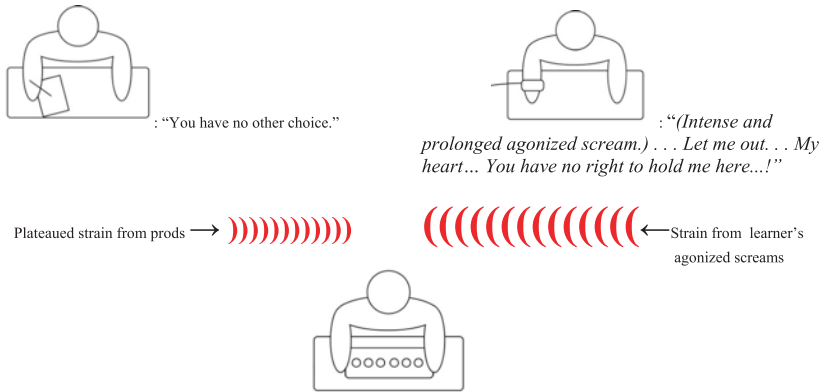 : “You have no other choice.”
: “(Intense and
prolonged agonized scream.) . . . Let me out. . . My
heart… You have no right to hold me here...!”
Plateaued strain from prods
Strain from learner’s
agonized screams